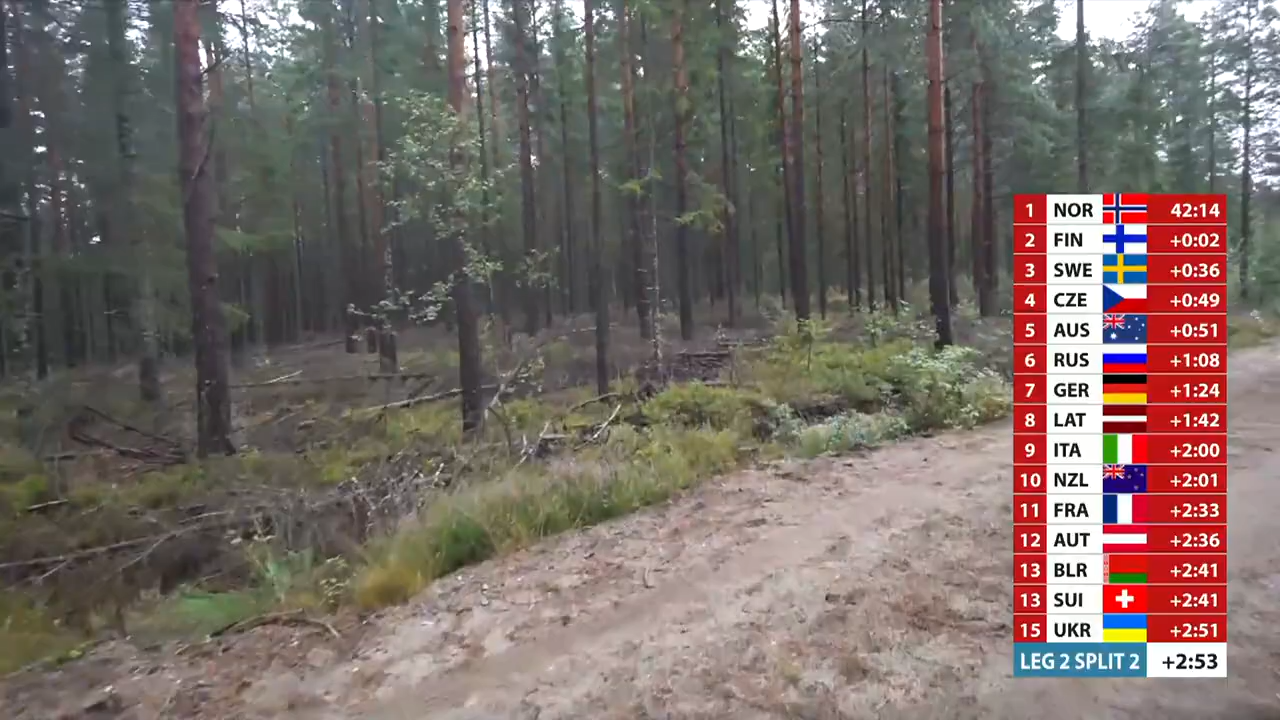 1 NOR 42:14
2 FIN +0:02
3 SWE +0:36
4 CZE +0:49
5 AUS +0:51
6 RUS +1:08
7 GER +1:24
8 LAT +1:42
9 ITA +2:00
10 NZL +2:01
11 FRA +2:33
12 AUT +2:36
13 BLR +2:41
13 SUI +2:41
15 UKR +2:51
LEG 2 SPLIT 2 +2:53